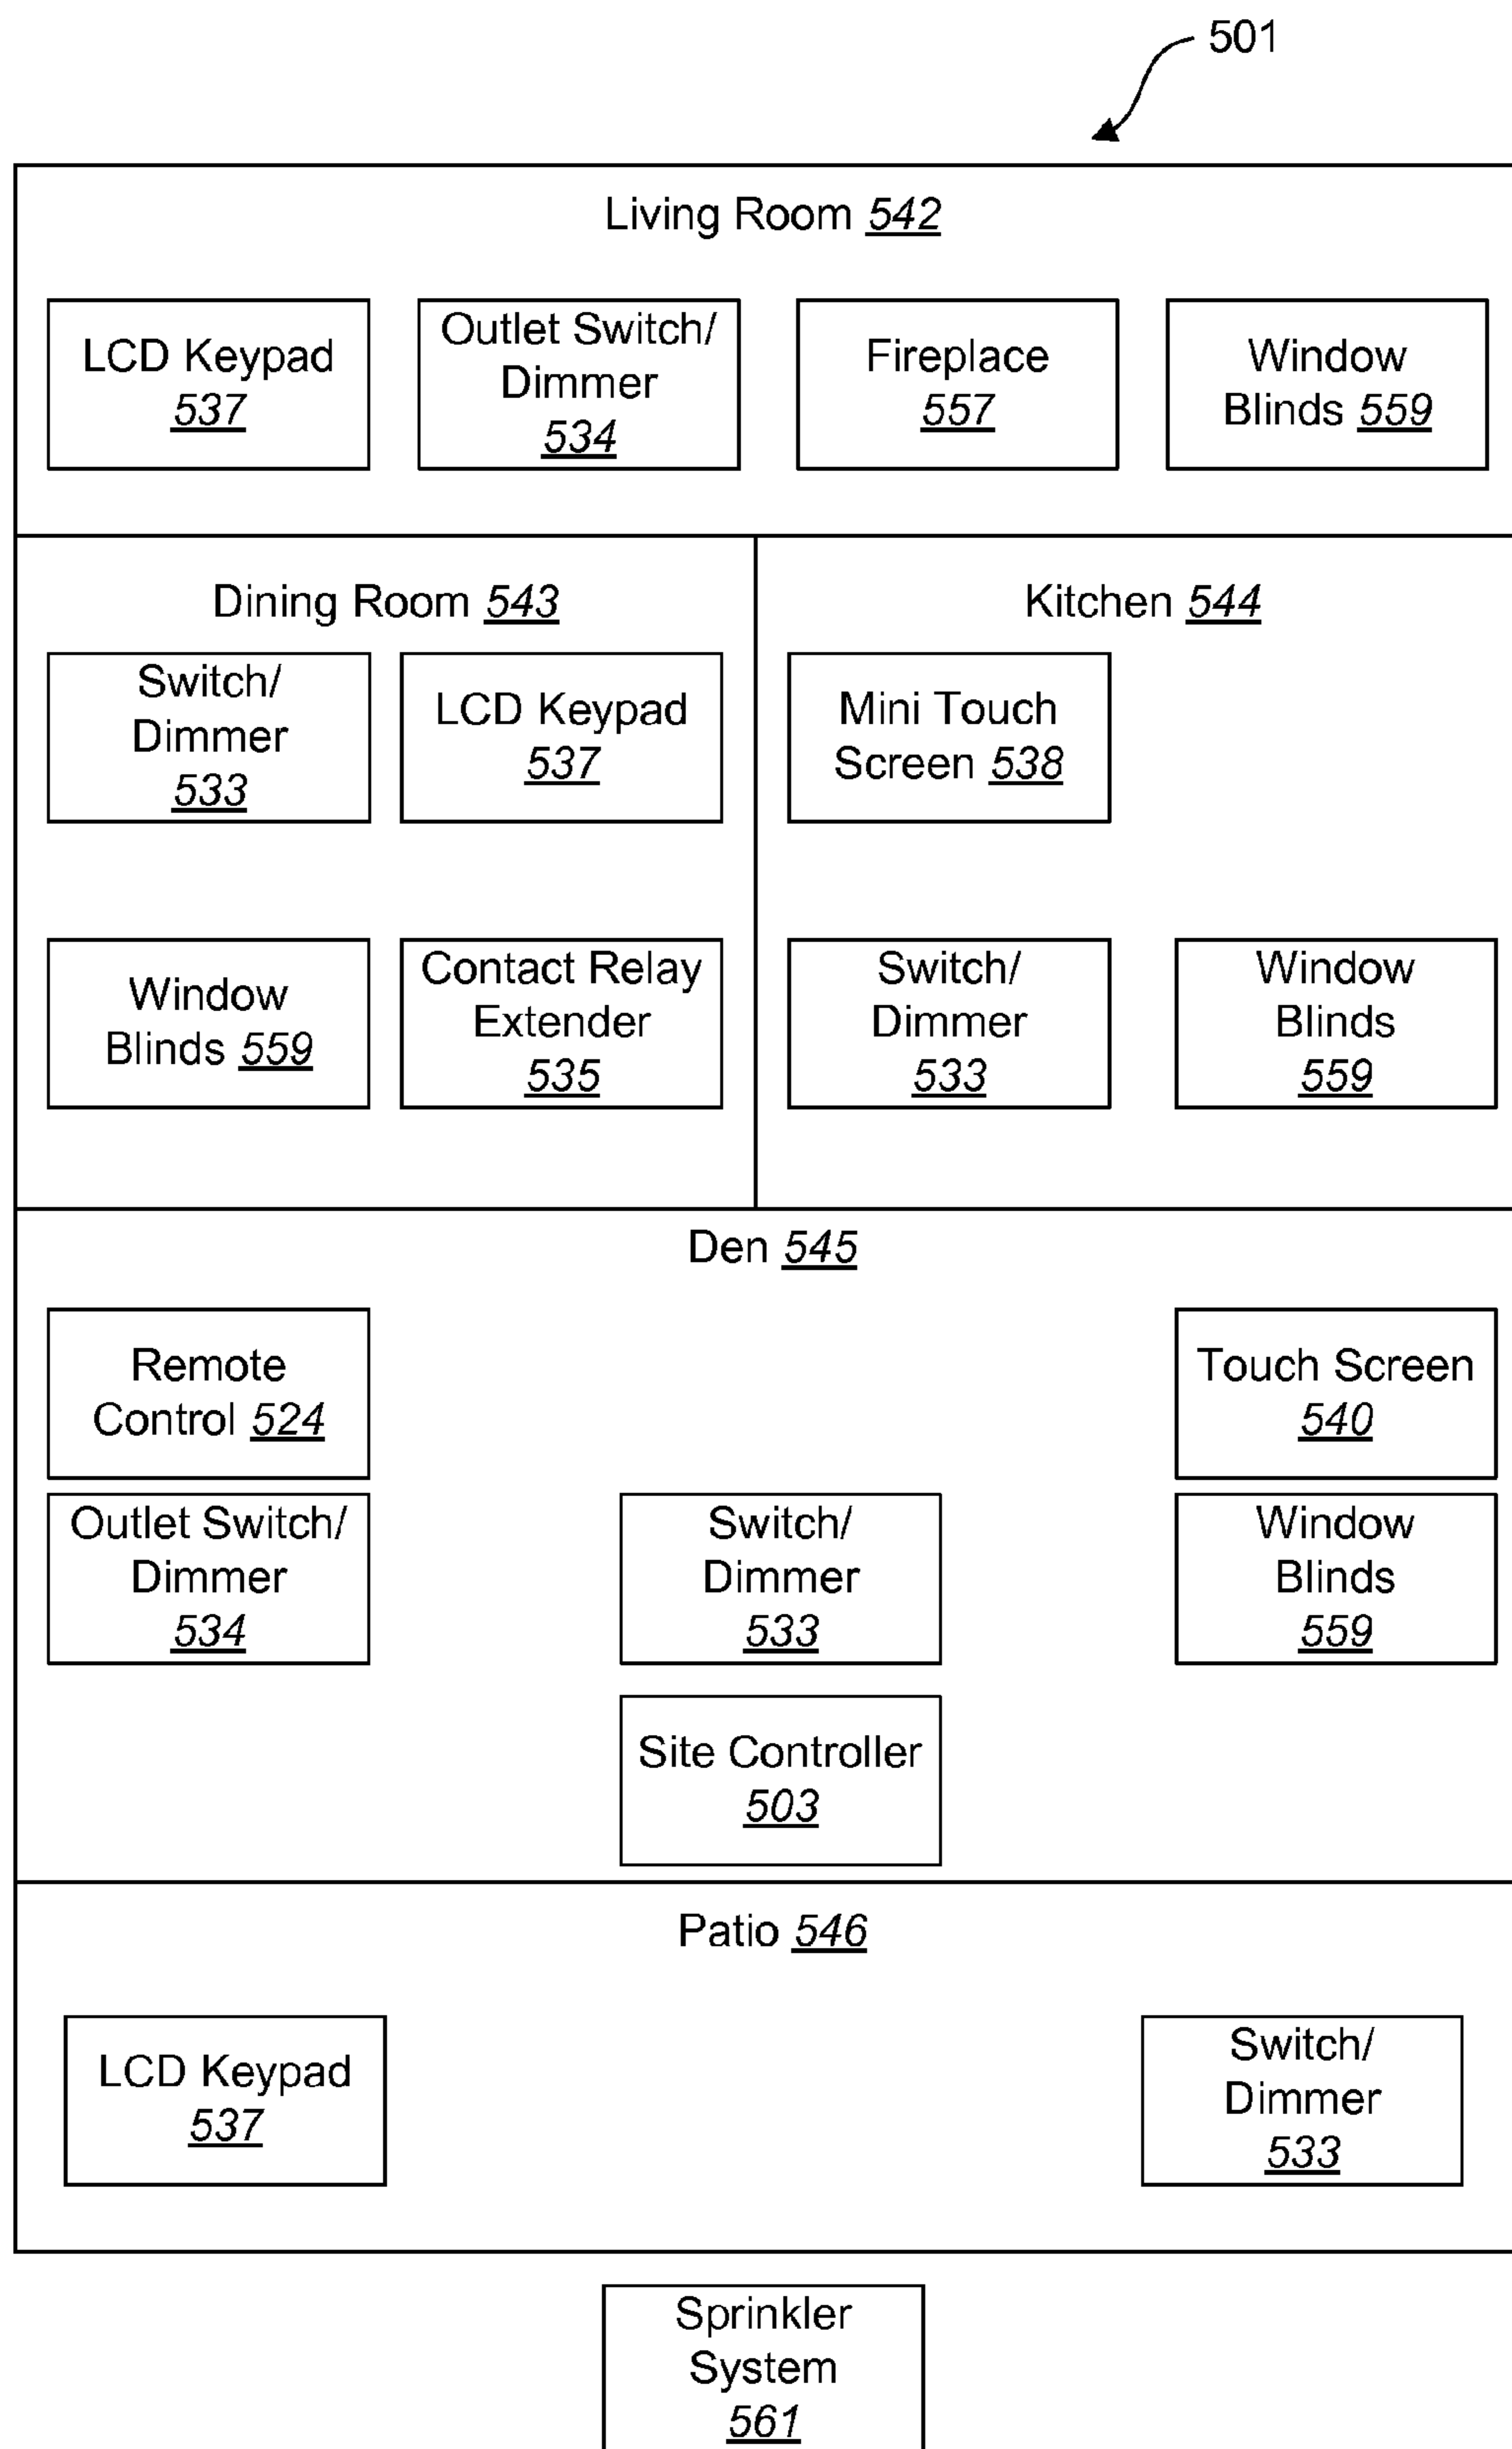 501
Living Room 542
LCD Keypad
537
Outlet Switch/
Dimmer
534
Fireplace
557
Window
Blinds 559
Dining Room 543
Switch/
Dimmer
533
LCD Keypad
537
Window
Blinds 559
Contact Relay
Extender
535
Kitchen 544
Mini Touch
Screen 538
Switch/
Dimmer
533
Window
Blinds
559
Den 545
Remote
Control 524
Touch Screen
540
Outlet Switch/
Dimmer
534
Switch/
Dimmer
533
Window
Blinds
559
Site Controller
503
Patio 546
LCD Keypad
537
Switch/
Dimmer
533
Sprinkler
System
561